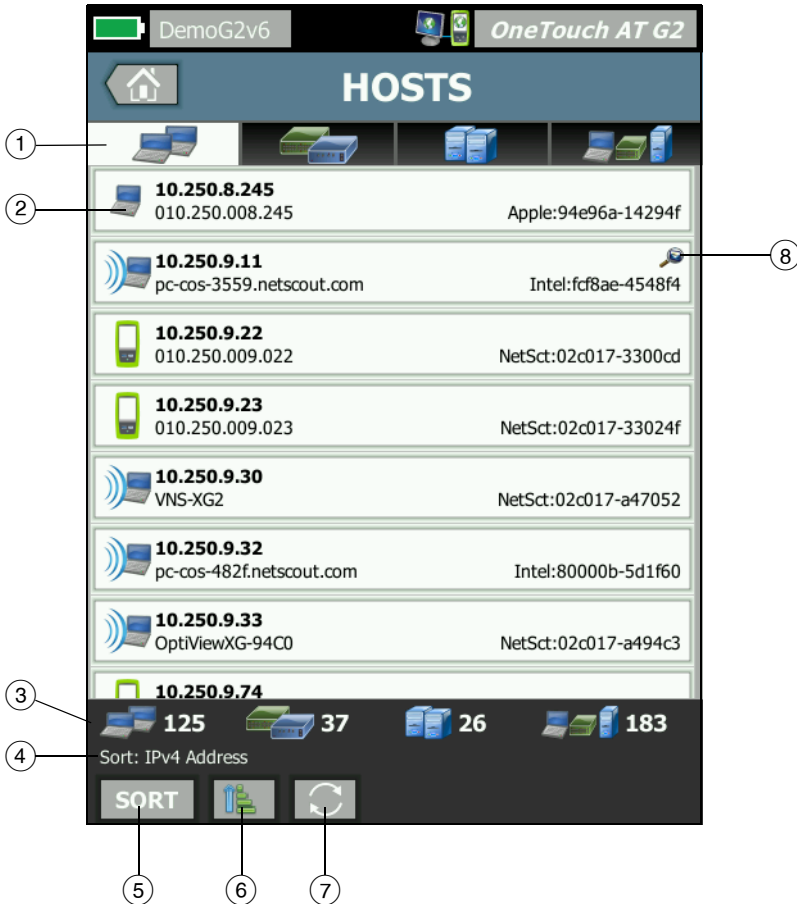 DemoG2v6
OneTouch AT G2
HOSTS
1
2
10.250.8.245
010.250.008.245
Apple:94e96a-14294f
8
10.250.9.11
pc-cos-3559.netscout.com
Intel:fcf8ae-4548f4
10.250.9.22
010.250.009.022
NetSct:02c017-3300cd
10.250.9.23
010.250.009.023
NetSct:02c017-33024f
10.250.9.30
VNS-XG2
NetSct:02c017-a47052
10.250.9.32
pc-cos-482f.netscout.com
Intel:80000b-5d1f60
10.250.9.33
OptiViewXG-94C0
NetSct:02c017-a494c3
10.250.9.74
3
125
37
26
183
4
Sort: IPv4 Address
SORT
5
6
7